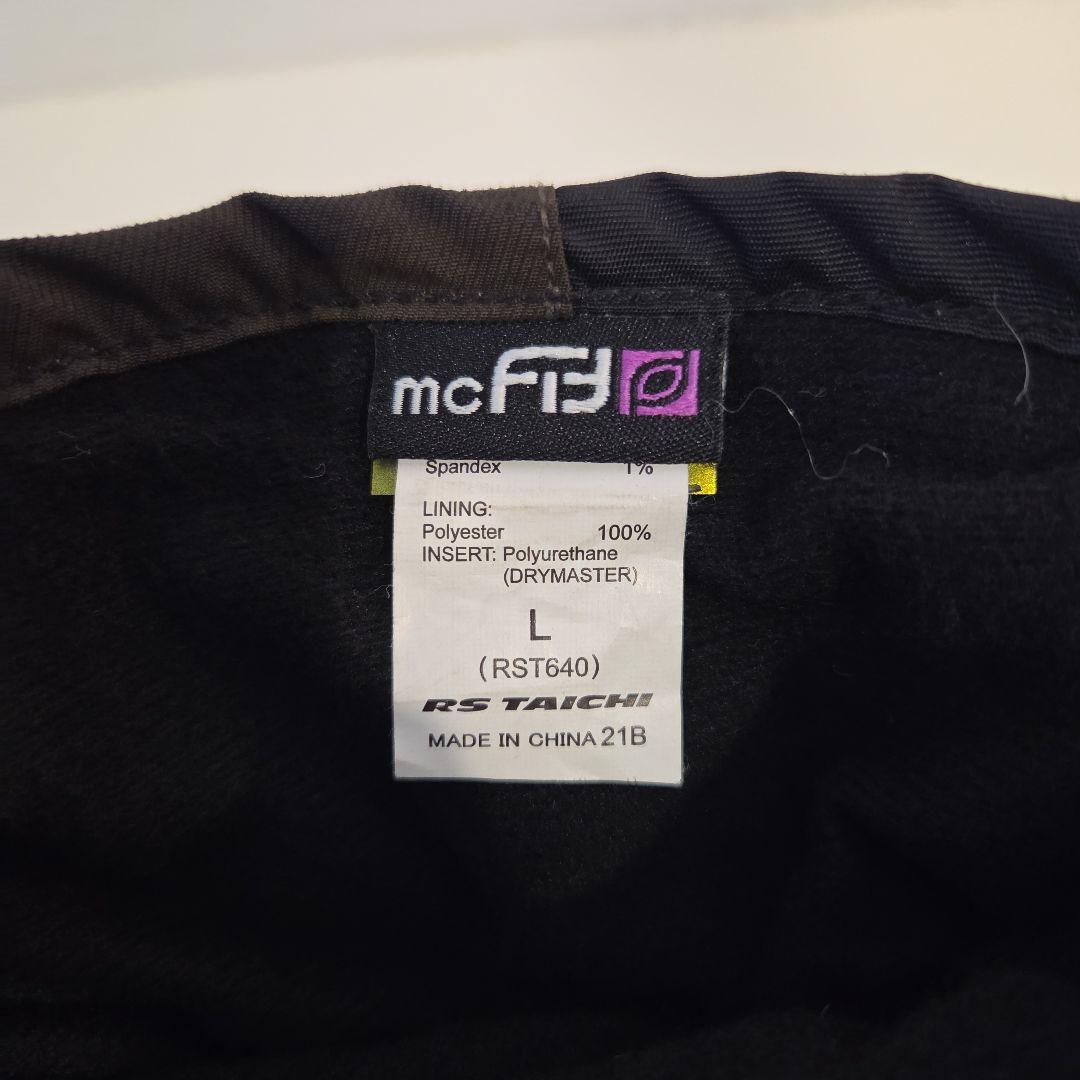 mcFit
Spandex 1%
LINING:
Polyester 100%
INSERT: Polyurethane
(DRYMASTER)
L
(RST640)
RS TAICHI
MADE IN CHINA 21B